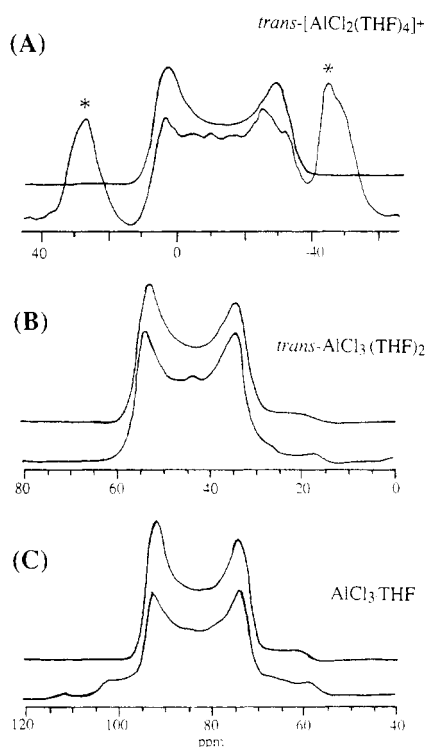 trans-[AlCl2(THF)4]+
(A)
* *
40 0 -40
(B)
trans-AlCl3(THF)2
80 60 40 20 0
(C)
AlCl3·THF
120 100 80 60 40
ppm